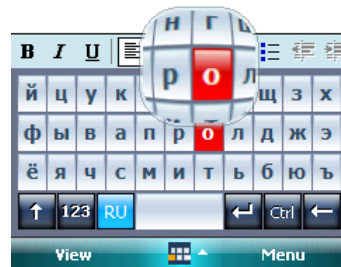 н г ш
B I U
р о л
й ц у к щ з х
ф ы в а п р о л д ж э
ё я ч с м и т ь б ю ъ
123 RU Ctrl
View Menu